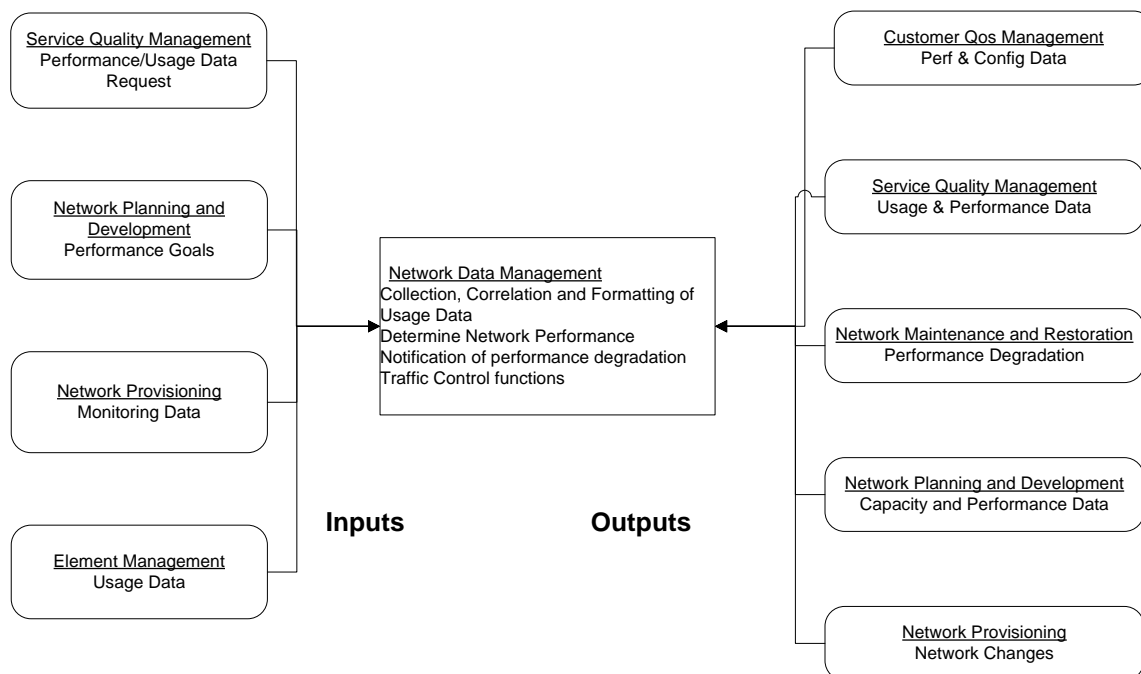 Service Quality Management
Performance/Usage Data
Request
Network Planning and
Development
Performance Goals
Network Provisioning
Monitoring Data
Element Management
Usage Data
Network Data Management
Collection, Correlation and Formatting of
Usage Data
Determine Network Performance
Notification of performance degradation
Traffic Control functions
Inputs
Outputs
Customer Qos Management
Perf & Config Data
Service Quality Management
Usage & Performance Data
Network Maintenance and Restoration
Performance Degradation
Network Planning and Development
Capacity and Performance Data
Network Provisioning
Network Changes